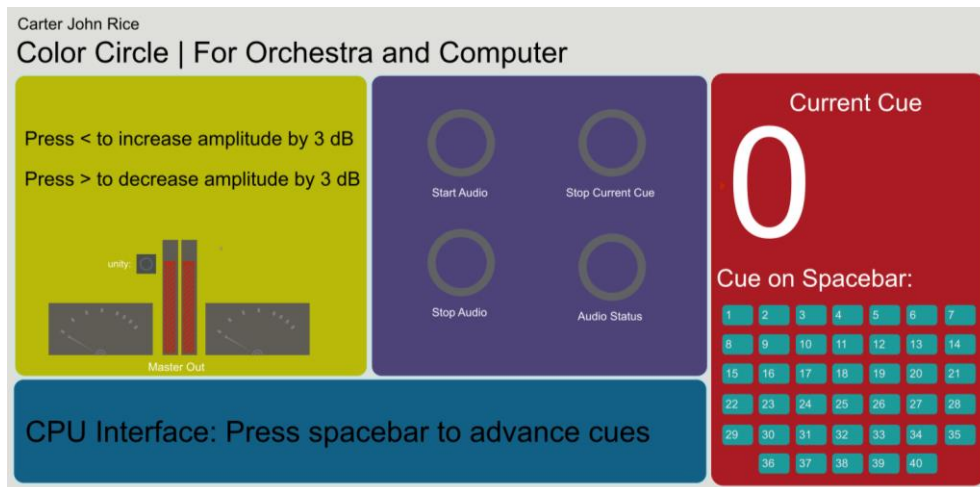 Carter John Rice
Color Circle | For Orchestra and Computer
Press < to increase amplitude by 3 dB
Press > to decrease amplitude by 3 dB
unity:
Master Out
Start Audio
Stop Current Cue
Stop Audio
Audio Status
CPU Interface: Press spacebar to advance cues
Current Cue
0
Cue on Spacebar:
1 2 3 4 5 6 7
8 9 10 11 12 13 14
15 16 17 18 19 20 21
22 23 24 25 26 27 28
29 30 31 32 33 34 35
36 37 38 39 40